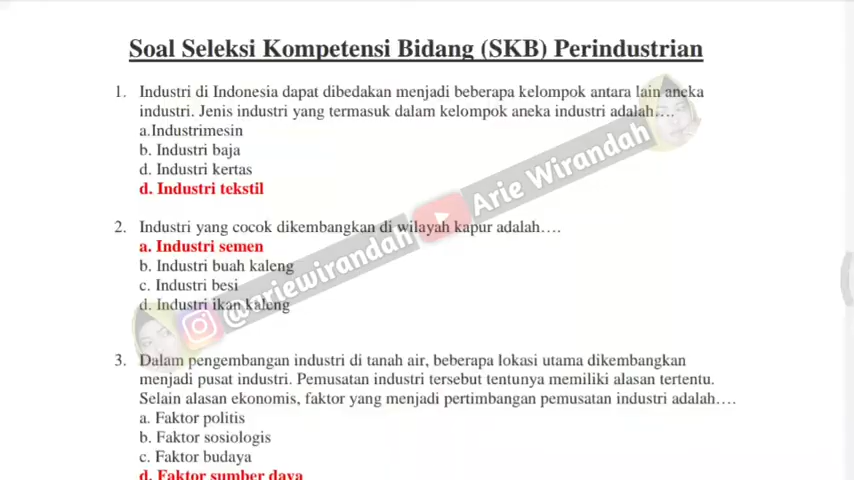 Soal Seleksi Kompetensi Bidang (SKB) Perindustrian
1. Industri di Indonesia dapat dibedakan menjadi beberapa kelompok antara lain aneka
industri. Jenis industri yang termasuk dalam kelompok aneka industri adalah….
a.Industrimesin
b. Industri baja
d. Industri kertas
d. Industri tekstil
2. Industri yang cocok dikembangkan di wilayah kapur adalah….
a. Industri semen
b. Industri buah kaleng
c. Industri besi
d. Industri ikan kaleng
@ariewirandah Arie Wirandah
3. Dalam pengembangan industri di tanah air, beberapa lokasi utama dikembangkan
menjadi pusat industri. Pemusatan industri tersebut tentunya memiliki alasan tertentu.
Selain alasan ekonomis, faktor yang menjadi pertimbangan pemusatan industri adalah….
a. Faktor politis
b. Faktor sosiologis
c. Faktor budaya
d. Faktor sumber daya